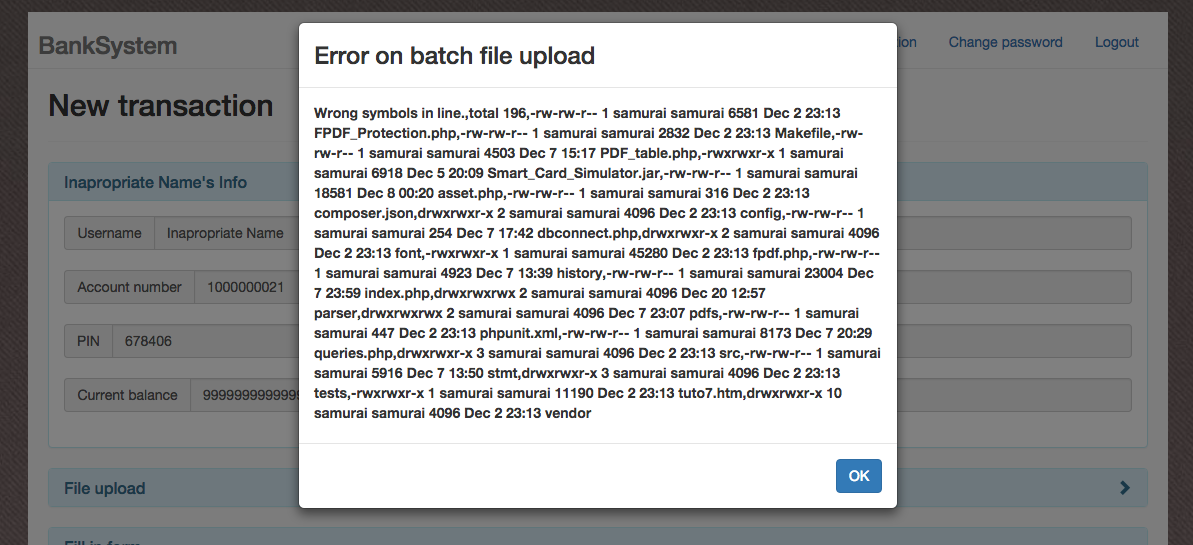 BankSystem
ion
Change password
Logout
New transaction
Error on batch file upload
Wrong symbols in line.,total 196,-rw-rw-r-- 1 samurai samurai 6581 Dec 2 23:13
FPDF_Protection.php,-rw-rw-r-- 1 samurai samurai 2832 Dec 2 23:13 Makefile,-rw-
rw-r-- 1 samurai samurai 4503 Dec 7 15:17 PDF_table.php,-rwxrwxr-x 1 samurai
samurai 6918 Dec 5 20:09 Smart_Card_Simulator.jar,-rw-rw-r-- 1 samurai samurai
18581 Dec 8 00:20 asset.php,-rw-rw-r-- 1 samurai samurai 316 Dec 2 23:13
composer.json,drwxrwxr-x 2 samurai samurai 4096 Dec 2 23:13 config,-rw-rw-r-- 1
samurai samurai 254 Dec 7 17:42 dbconnect.php,drwxrwxr-x 2 samurai samurai 4096
Dec 2 23:13 font,-rwxrwxr-x 1 samurai samurai 45280 Dec 2 23:13 fpdf.php,-rw-rw-r--
1 samurai samurai 4923 Dec 7 13:39 history,-rw-rw-r-- 1 samurai samurai 23004 Dec
7 23:59 index.php,drwxrwxrwx 2 samurai samurai 4096 Dec 20 12:57
parser,drwxrwxrwx 2 samurai samurai 4096 Dec 7 23:07 pdfs,-rw-rw-r-- 1 samurai
samurai 447 Dec 2 23:13 phpunit.xml,-rw-rw-r-- 1 samurai samurai 8173 Dec 7 20:29
queries.php,drwxrwxr-x 3 samurai samurai 4096 Dec 2 23:13 src,-rw-rw-r-- 1 samurai
samurai 5916 Dec 7 13:50 stmt,drwxrwxr-x 3 samurai samurai 4096 Dec 2 23:13
tests,-rwxrwxr-x 1 samurai samurai 11190 Dec 2 23:13 tuto7.htm,drwxrwxr-x 10
samurai samurai 4096 Dec 2 23:13 vendor
OK
Inapropriate Name's Info
Username Inapropriate Name
Account number 1000000021
PIN 678406
Current balance 9999999999999
File upload
Fill in form